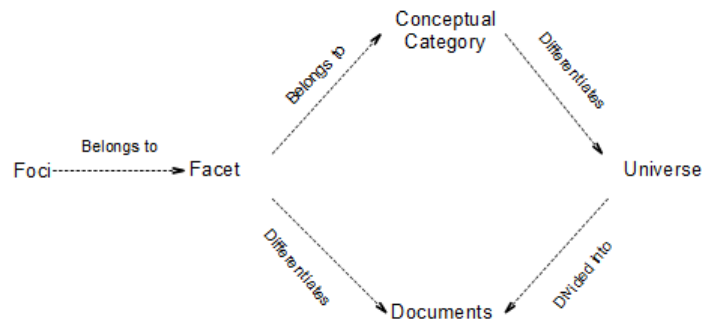 Conceptual
Category
Belongs to
Differentiates
Belongs to
Foci
Facet
Universe
Differentiates
Divided into
Documents